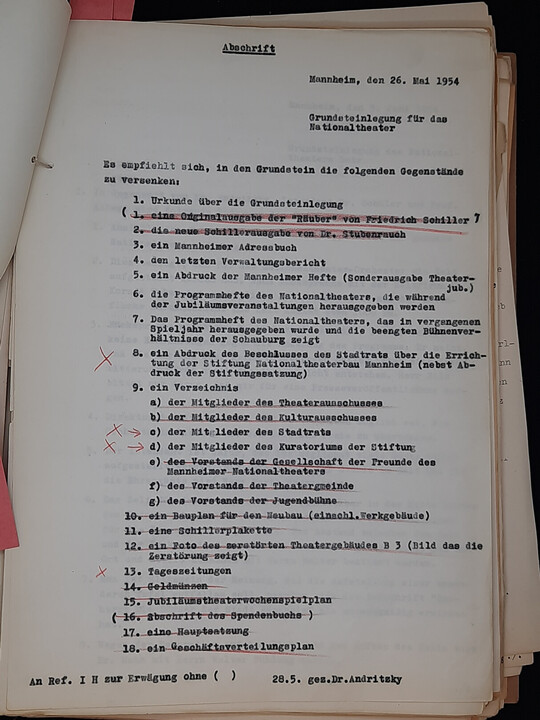 Abschrift
Mannheim, den 26. Mai 1954
Grundsteinlegung für das
Nationaltheater
Es empfiehlt sich, in den Grundstein die folgenden Gegenstände
zu versenken:
1. Urkunde über die Grundsteinlegung
( 1. eine Originalausgabe der "Räuber" von Friedrich Schiller )
2. die neue Schillerausgabe von Dr. Stubenrauch
3. ein Mannheimer Adressbuch
4. den letzten Verwaltungsbericht
5. ein Abdruck der Mannheimer Hefte (Sonderausgabe Theater-
jub.)
6. die Programmhefte des Nationaltheaters, die während
der Jubiläumsveranstaltungen herausgegeben werden
7. Das Programmheft des Nationaltheaters, das im vergangenen
Spieljahr herausgegeben wurde und die beengten Bühnenver-
hältnisse der Schauburg zeigt
8. ein Abdruck des Beschlusses des Stadtrats über die Errich-
tung der Stiftung Nationaltheaterbau Mannheim (nebst Ab-
druck der Stiftungssatzung)
9. ein Verzeichnis
a) der Mitglieder des Theaterausschusses
b) der Mitglieder des Kulturausschusses
c) der Mitglieder des Stadtrats
d) der Mitglieder des Kuratoriums der Stiftung
e) des Vorstands der Gesellschaft der Freunde des
Mannheimer Nationaltheaters
f) des Vorstands der Theatergemeinde
g) des Vorstands der Jugendbühne
10. ein Bauplan für den Neubau (einschl.Werkgebäude)
11. eine Schillerplakette
12. ein Foto des zerstörten Theatergebäudes B 3 (Bild das die
Zerstörung zeigt)
13. Tageszeitungen
14. Geldmünzen
15. Jubiläumstheaterwochenspielplan
( 16. Abschrift des Spendenbuchs )
17. eine Hauptsatzung
18. ein Geschäftsverteilungsplan
An Ref. I H zur Erwägung ohne ( ) 28.5. gez.Dr.Andritzky